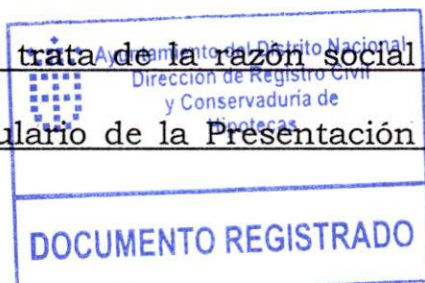 trata de la razón social
Ayuntamiento del Distrito Nacional
Dirección de Registro Civil
y Conservaduría de
Hipotecas
ulario de la Presentación
DOCUMENTO REGISTRADO